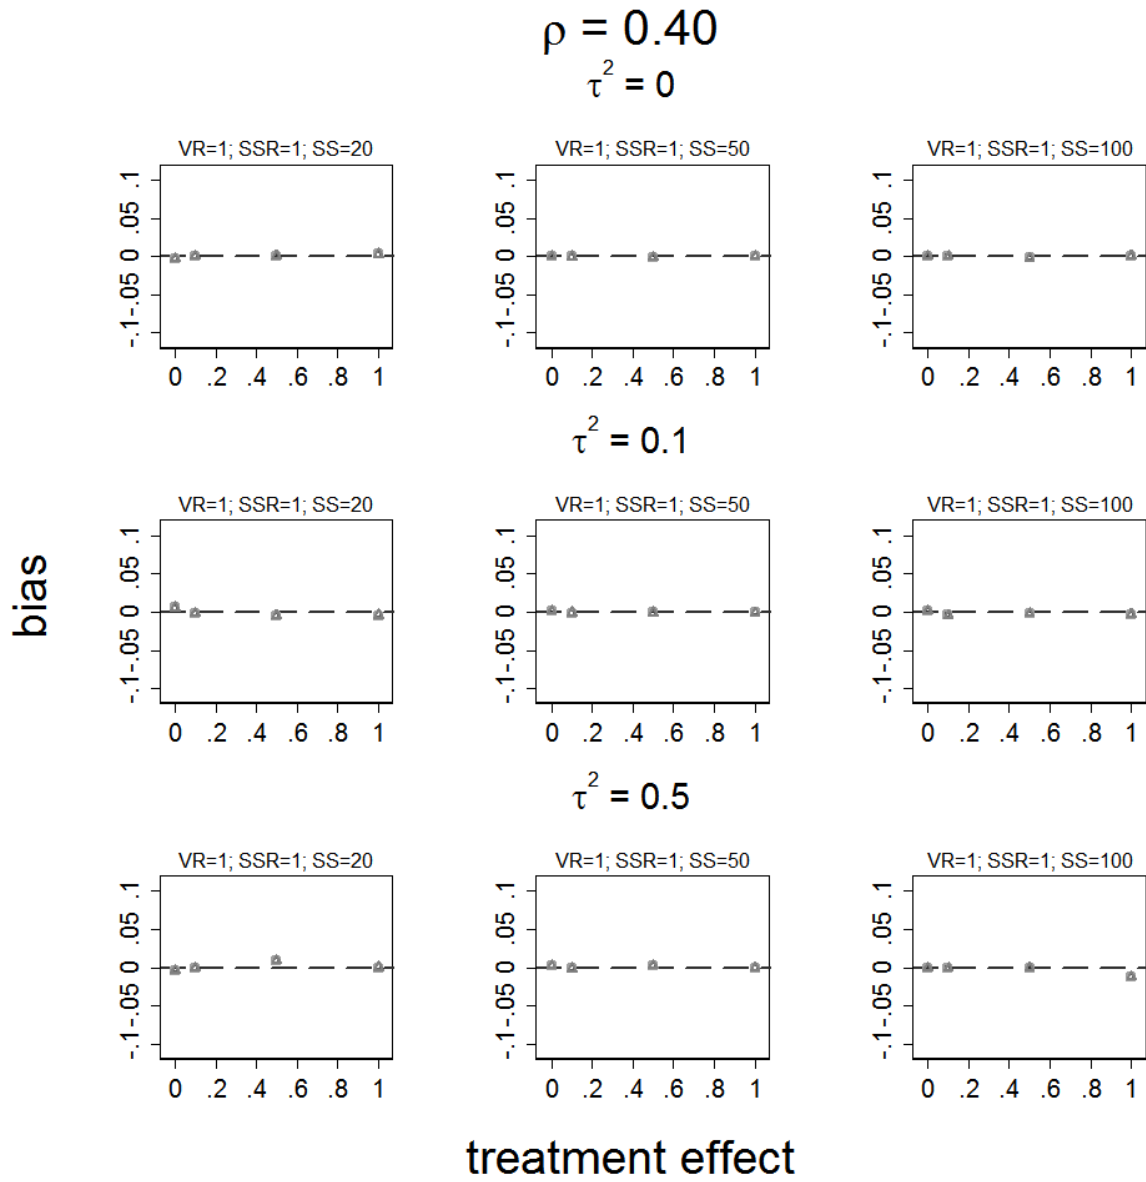 ρ = 0.40
τ² = 0
VR=1; SSR=1; SS=20
VR=1; SSR=1; SS=50
VR=1; SSR=1; SS=100
.1
.05
0
-.05
-.1
0 .2 .4 .6 .8 1
.1
.05
0
-.05
-.1
0 .2 .4 .6 .8 1
.1
.05
0
-.05
-.1
0 .2 .4 .6 .8 1
τ² = 0.1
bias
VR=1; SSR=1; SS=20
VR=1; SSR=1; SS=50
VR=1; SSR=1; SS=100
.1
.05
0
-.05
-.1
0 .2 .4 .6 .8 1
.1
.05
0
-.05
-.1
0 .2 .4 .6 .8 1
.1
.05
0
-.05
-.1
0 .2 .4 .6 .8 1
τ² = 0.5
VR=1; SSR=1; SS=20
VR=1; SSR=1; SS=50
VR=1; SSR=1; SS=100
.1
.05
0
-.05
-.1
0 .2 .4 .6 .8 1
.1
.05
0
-.05
-.1
0 .2 .4 .6 .8 1
.1
.05
0
-.05
-.1
0 .2 .4 .6 .8 1
treatment effect